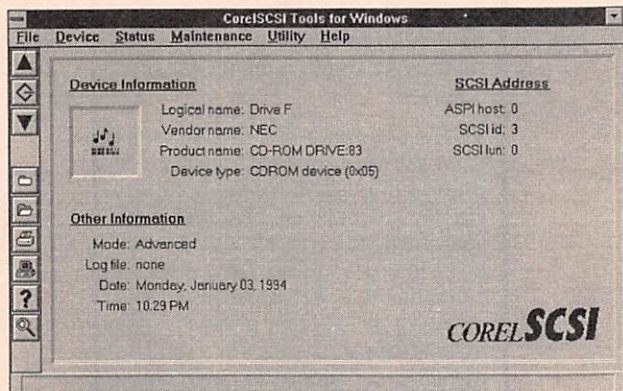 CorelSCSI Tools for Windows
File Device Status Maintenance Utility Help
Device Information
Logical name: Drive F
Vendor name: NEC
Product name: CD-ROM DRIVE:83
Device type: CDROM device (0x05)
SCSI Address
ASPI host: 0
SCSI id: 3
SCSI lun: 0
Other Information
Mode: Advanced
Log file: none
Date: Monday, January 03, 1994
Time: 10:29 PM
COREL SCSI
?